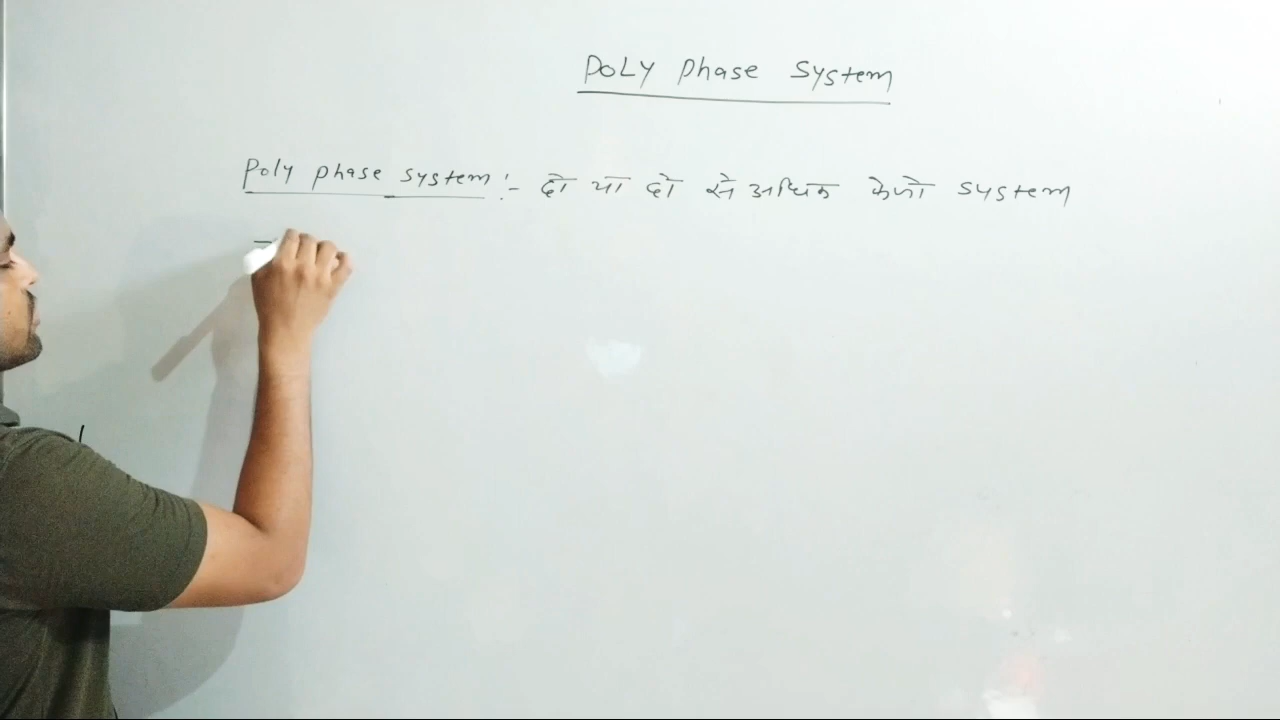 Poly Phase System
Poly phase system :- दो या दो से अधिक फेजो system